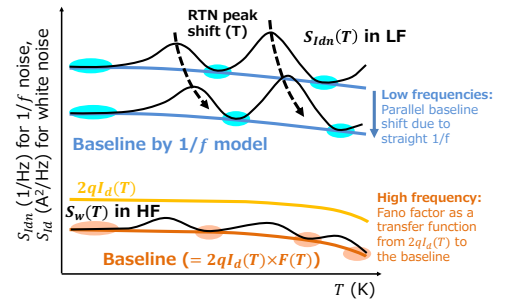 RTN peak
shift (T)
S_Idn(T) in LF
Low frequencies:
Parallel baseline
shift due to
straight 1/f
Baseline by 1/f model
2qI_d(T)
S_w(T) in HF
High frequency:
Fano factor as a
transfer function
from 2qI_d(T) to
the baseline
Baseline (= 2qI_d(T)×F(T))
T (K)
S_Idn (1/Hz) for 1/f noise,
S_Id (A²/Hz) for white noise